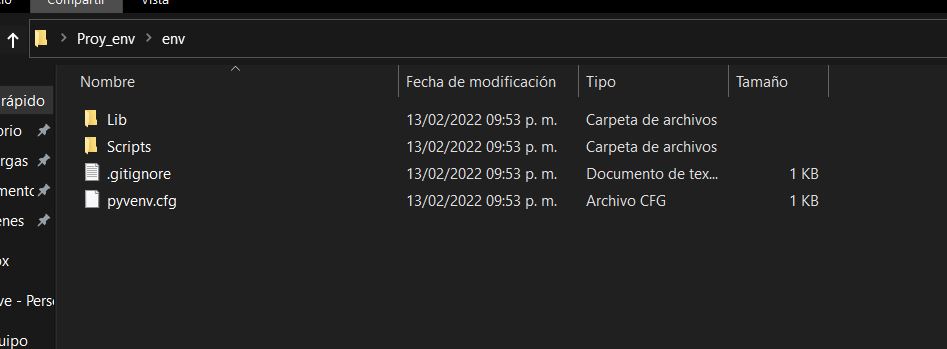 Compartir Vista
Proy_env env
Nombre Fecha de modificación Tipo Tamaño
rápido
Lib 13/02/2022 09:53 p. m. Carpeta de archivos
Scripts 13/02/2022 09:53 p. m. Carpeta de archivos
.gitignore 13/02/2022 09:53 p. m. Documento de tex... 1 KB
pyvenv.cfg 13/02/2022 09:53 p. m. Archivo CFG 1 KB
orio
rgas
mento
enes
ox
ve - Perso
uipo